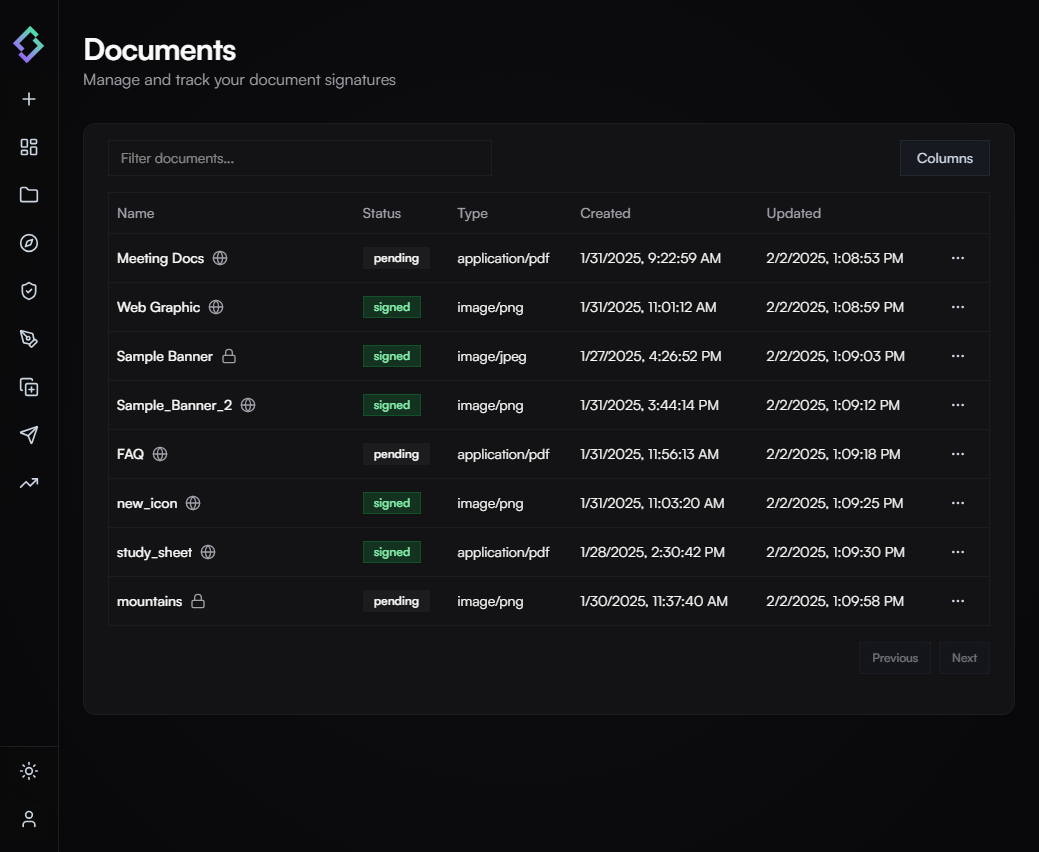 Documents
Manage and track your document signatures
Filter documents...
Columns
Name Status Type Created Updated
Meeting Docs pending application/pdf 1/31/2025, 9:22:59 AM 2/2/2025, 1:08:53 PM
Web Graphic signed image/png 1/31/2025, 11:01:12 AM 2/2/2025, 1:08:59 PM
Sample Banner signed image/jpeg 1/27/2025, 4:26:52 PM 2/2/2025, 1:09:03 PM
Sample_Banner_2 signed image/png 1/31/2025, 3:44:14 PM 2/2/2025, 1:09:12 PM
FAQ pending application/pdf 1/31/2025, 11:56:13 AM 2/2/2025, 1:09:18 PM
new_icon signed image/png 1/31/2025, 11:03:20 AM 2/2/2025, 1:09:25 PM
study_sheet signed application/pdf 1/28/2025, 2:30:42 PM 2/2/2025, 1:09:30 PM
mountains pending image/png 1/30/2025, 11:37:40 AM 2/2/2025, 1:09:58 PM
Previous Next